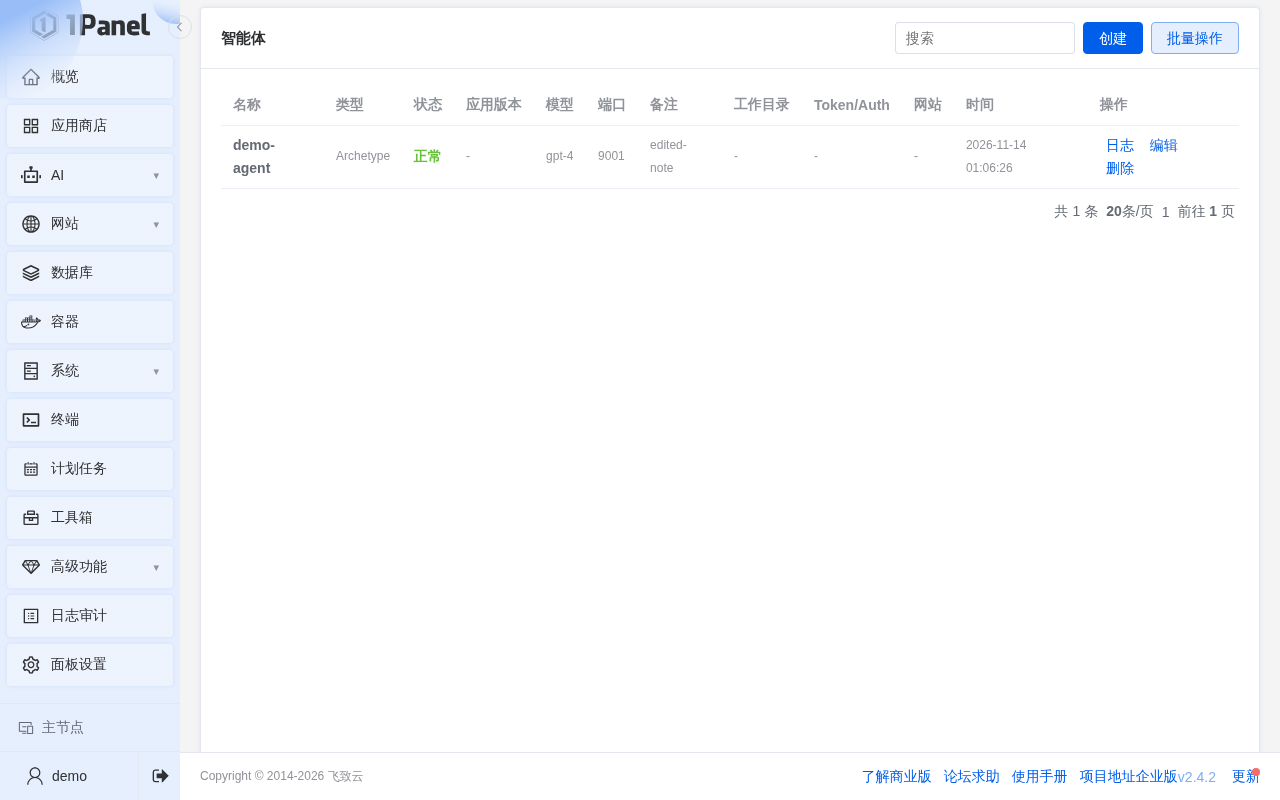 1Panel
概览
应用商店
AI
网站
数据库
容器
系统
终端
计划任务
工具箱
高级功能
日志审计
面板设置
主节点
demo
智能体
搜索
创建
批量操作
名称 类型 状态 应用版本 模型 端口 备注 工作目录 Token/Auth 网站 时间 操作
demo-agent Archetype 正常 - gpt-4 9001 edited-note - - - 2026-11-14 01:06:26 日志 编辑 删除
共 1 条 20条/页 1 前往 1 页
Copyright © 2014-2026 飞致云
了解商业版 论坛求助 使用手册 项目地址企业版v2.4.2 更新